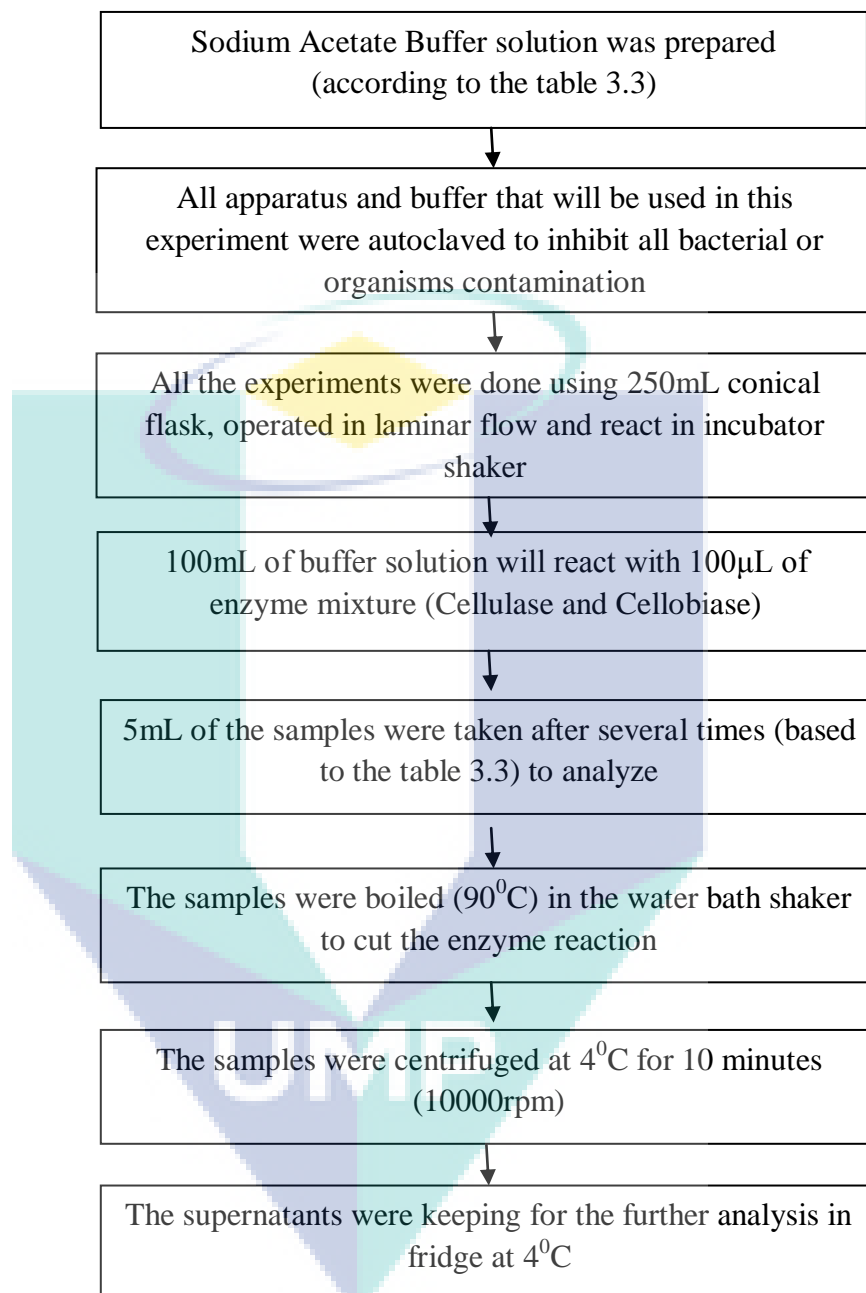 Sodium Acetate Buffer solution was prepared
(according to the table 3.3)
All apparatus and buffer that will be used in this
experiment were autoclaved to inhibit all bacterial or
organisms contamination
All the experiments were done using 250mL conical
flask, operated in laminar flow and react in incubator
shaker
100mL of buffer solution will react with 100μL of
enzyme mixture (Cellulase and Cellobiase)
5mL of the samples were taken after several times (based
to the table 3.3) to analyze
The samples were boiled (90⁰C) in the water bath shaker
to cut the enzyme reaction
UMP
The samples were centrifuged at 4⁰C for 10 minutes
(10000rpm)
The supernatants were keeping for the further analysis in
fridge at 4⁰C